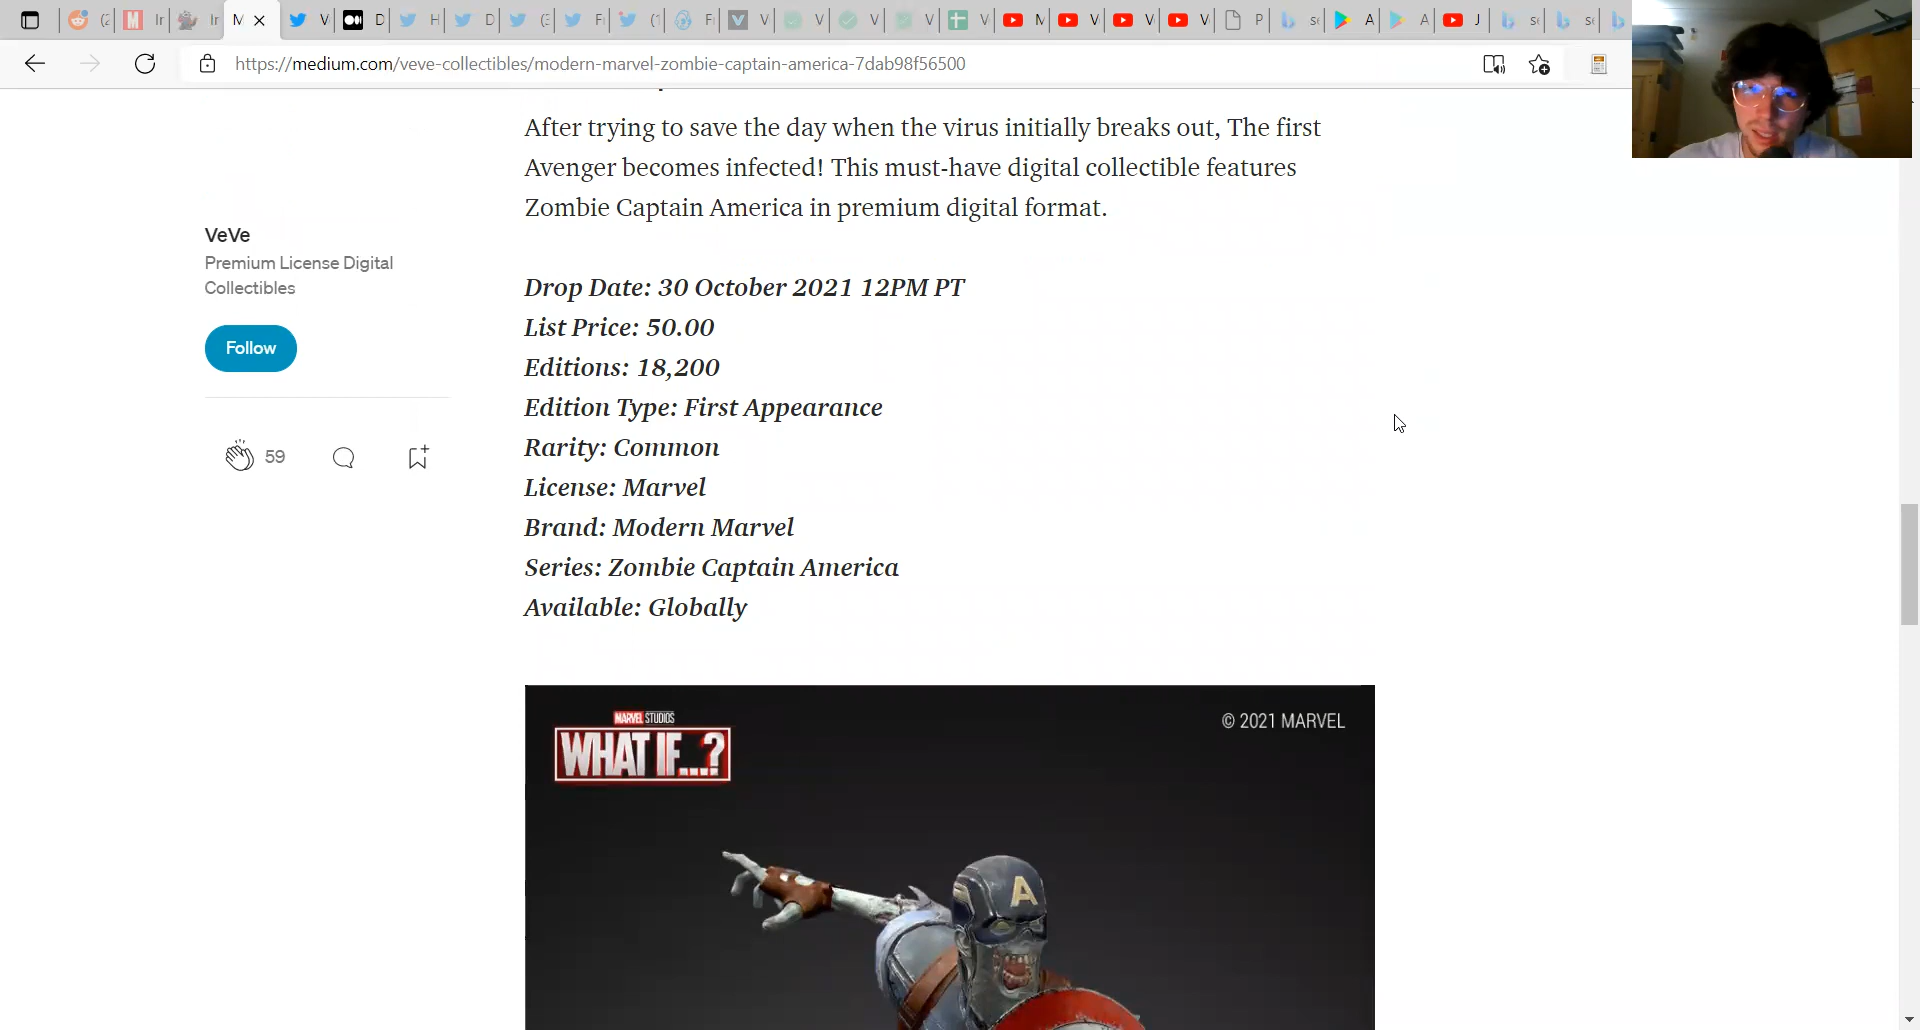 https://medium.com/veve-collectibles/modern-marvel-zombie-captain-america-7dab98f56500
After trying to save the day when the virus initially breaks out, The first
Avenger becomes infected! This must-have digital collectible features
Zombie Captain America in premium digital format.
VeVe
Premium License Digital
Collectibles
Follow
59
Drop Date: 30 October 2021 12PM PT
List Price: 50.00
Editions: 18,200
Edition Type: First Appearance
Rarity: Common
License: Marvel
Brand: Modern Marvel
Series: Zombie Captain America
Available: Globally
MARVEL STUDIOS
WHAT IF...?
© 2021 MARVEL
A